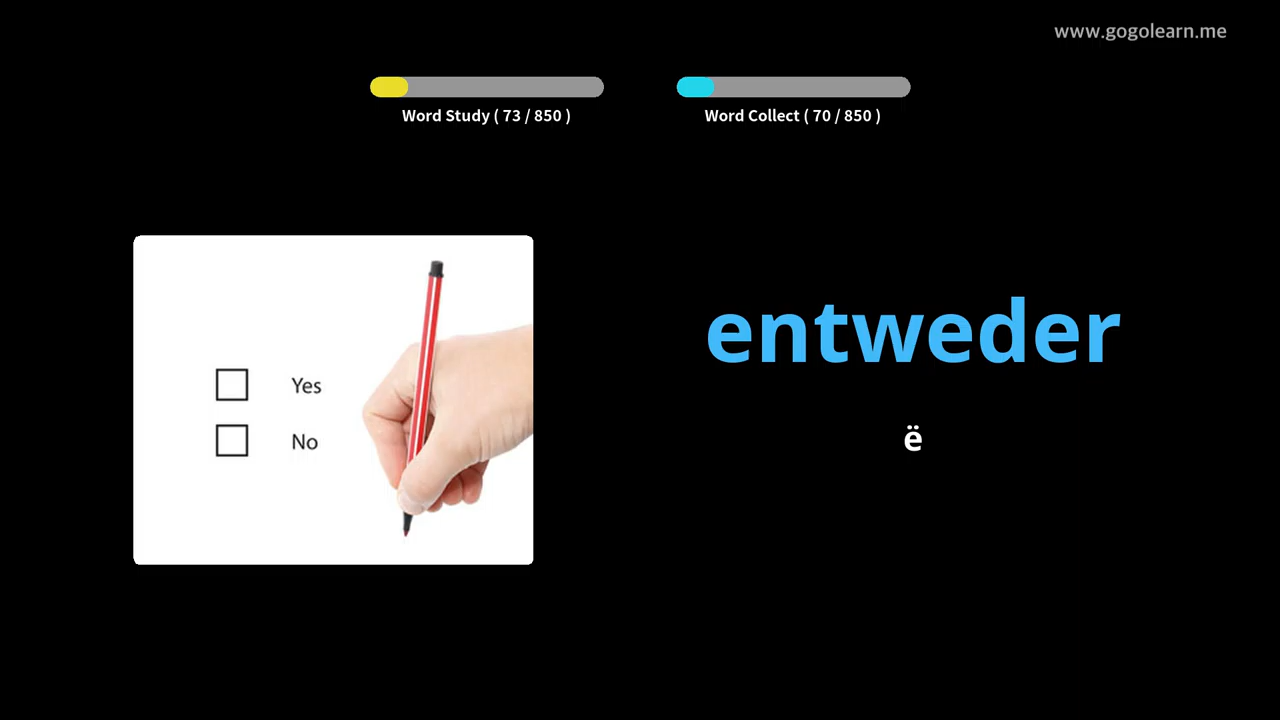 www.gogolearn.me
Word Study ( 73 / 850 )
Word Collect ( 70 / 850 )
Yes
No
entweder
ë